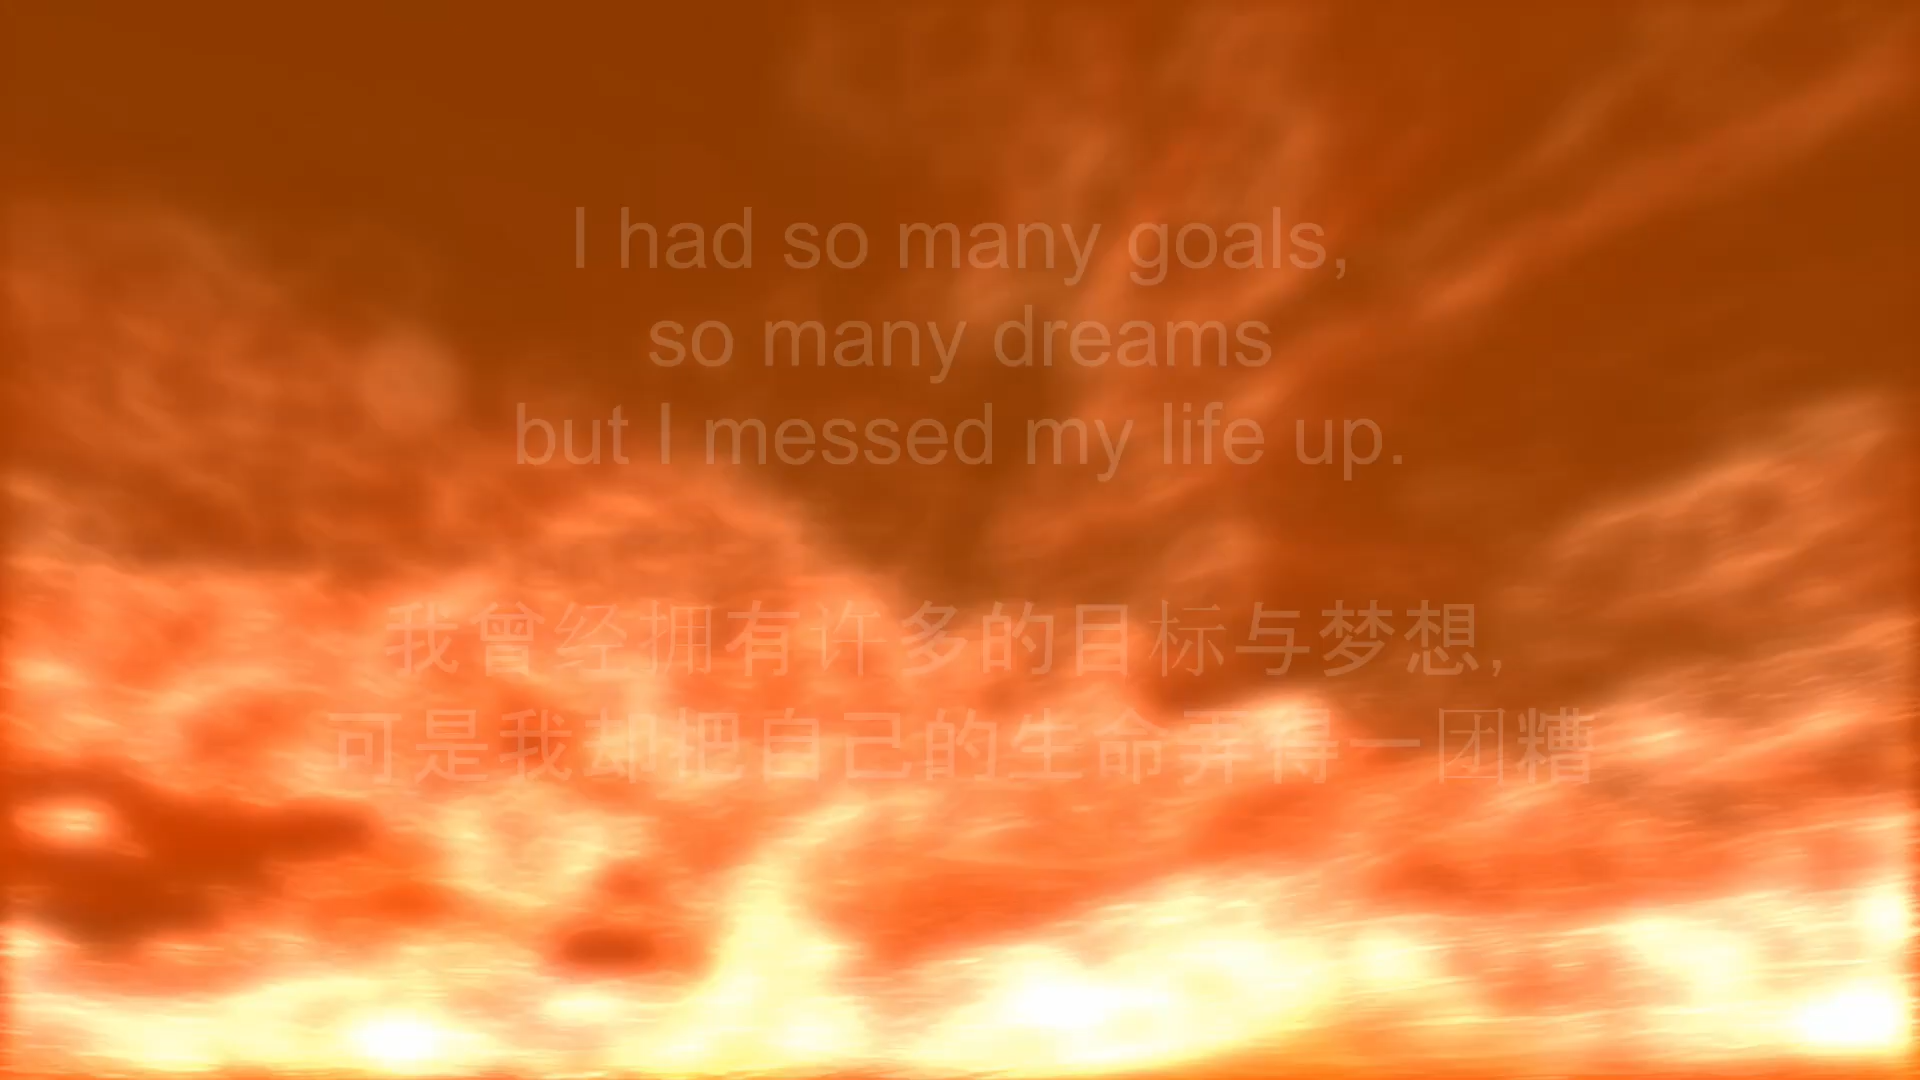 I had so many goals,
so many dreams
but I messed my life up.
我曾经拥有许多的目标与梦想,
可是我却把自己的生命弄得一团糟